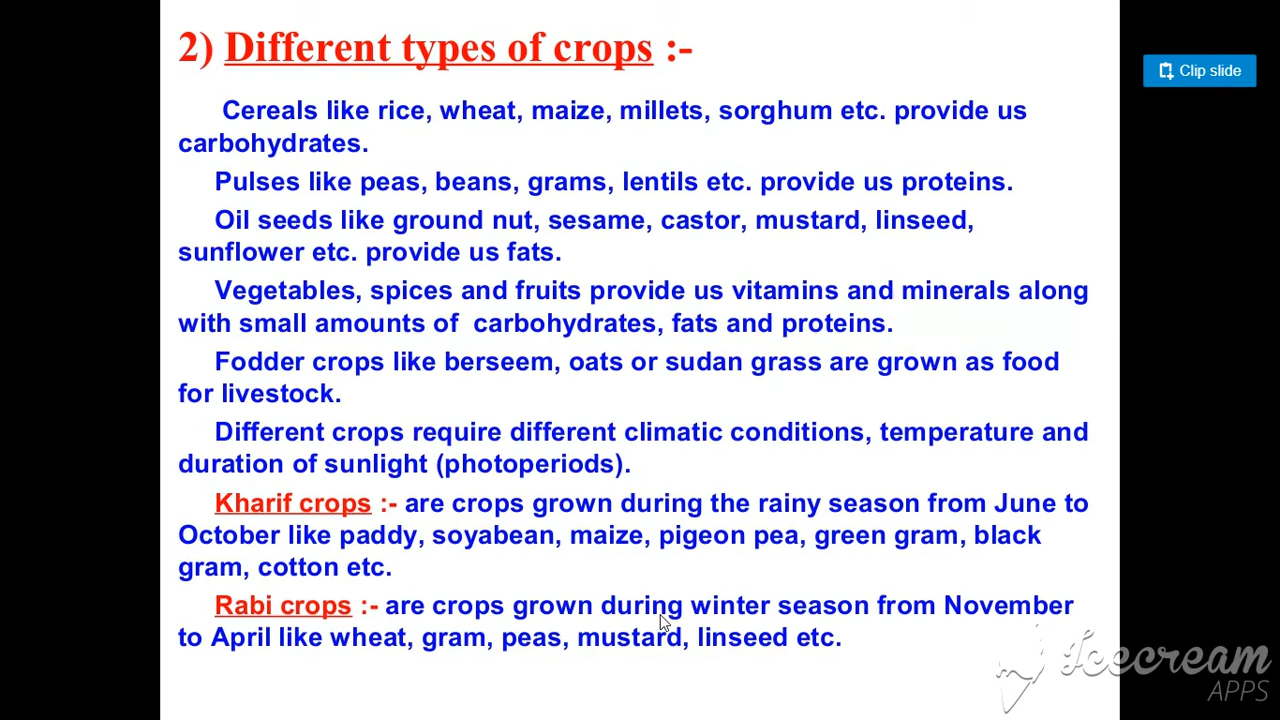 2) Different types of crops :-
Clip slide
Cereals like rice, wheat, maize, millets, sorghum etc. provide us
carbohydrates.
Pulses like peas, beans, grams, lentils etc. provide us proteins.
Oil seeds like ground nut, sesame, castor, mustard, linseed,
sunflower etc. provide us fats.
Vegetables, spices and fruits provide us vitamins and minerals along
with small amounts of carbohydrates, fats and proteins.
Fodder crops like berseem, oats or sudan grass are grown as food
for livestock.
Different crops require different climatic conditions, temperature and
duration of sunlight (photoperiods).
Kharif crops :- are crops grown during the rainy season from June to
October like paddy, soyabean, maize, pigeon pea, green gram, black
gram, cotton etc.
Rabi crops :- are crops grown during winter season from November
to April like wheat, gram, peas, mustard, linseed etc.
Icecream
APPS